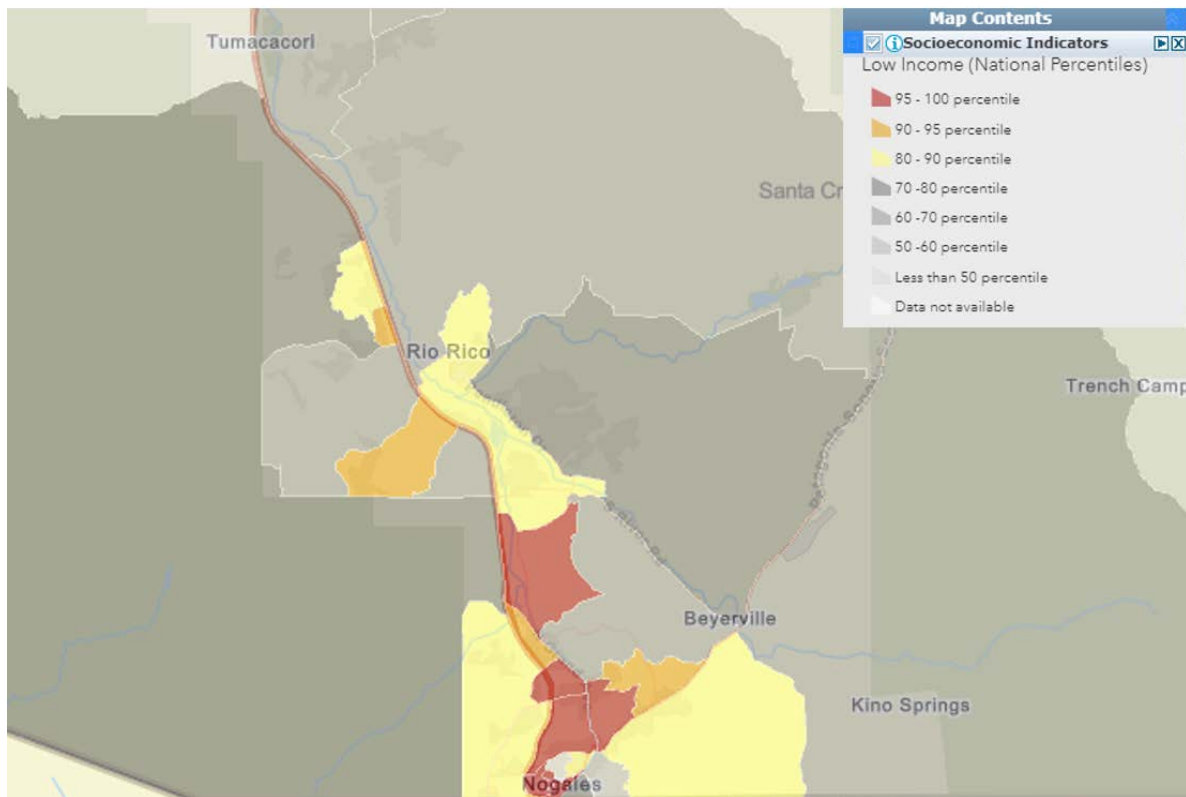 Map Contents
Socioeconomic Indicators
Low Income (National Percentiles)
95 - 100 percentile
90 - 95 percentile
80 - 90 percentile
70 -80 percentile
60 -70 percentile
50 -60 percentile
Less than 50 percentile
Data not available
Tumacacorl
Santa Cr
Rio Rico
Trench Camp
Beyerville
Kino Springs
Nogales